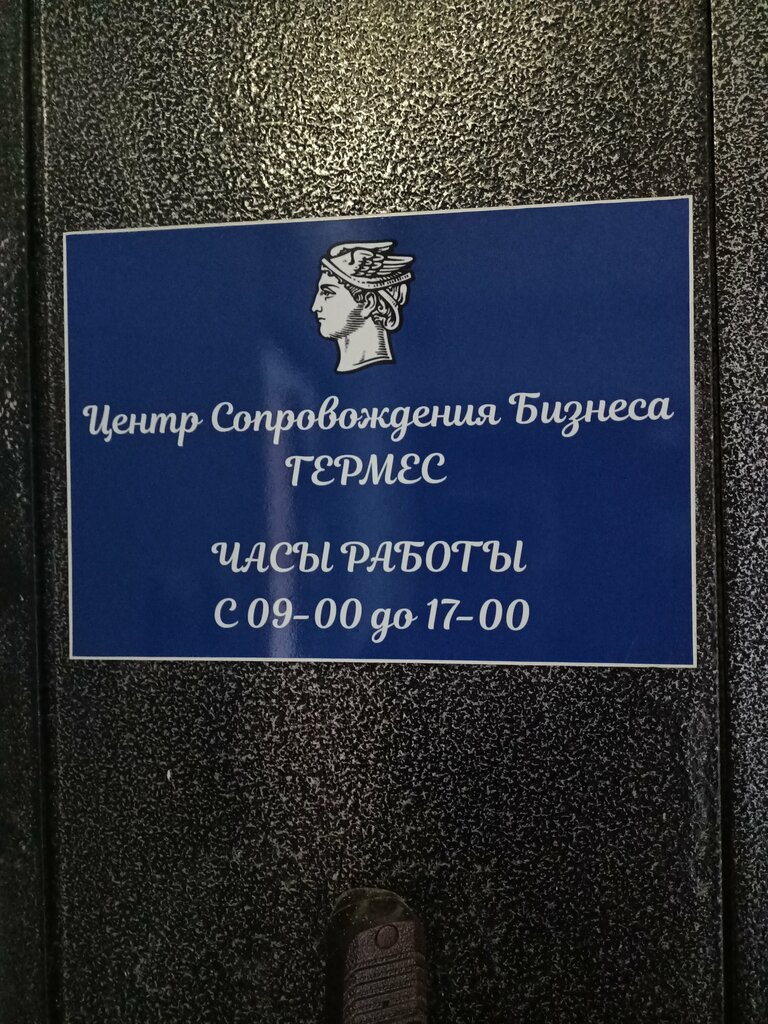 Центр Сопровождения Бизнеса
ГЕРМЕС
ЧАСЫ РАБОТЫ
С 09-00 до 17-00